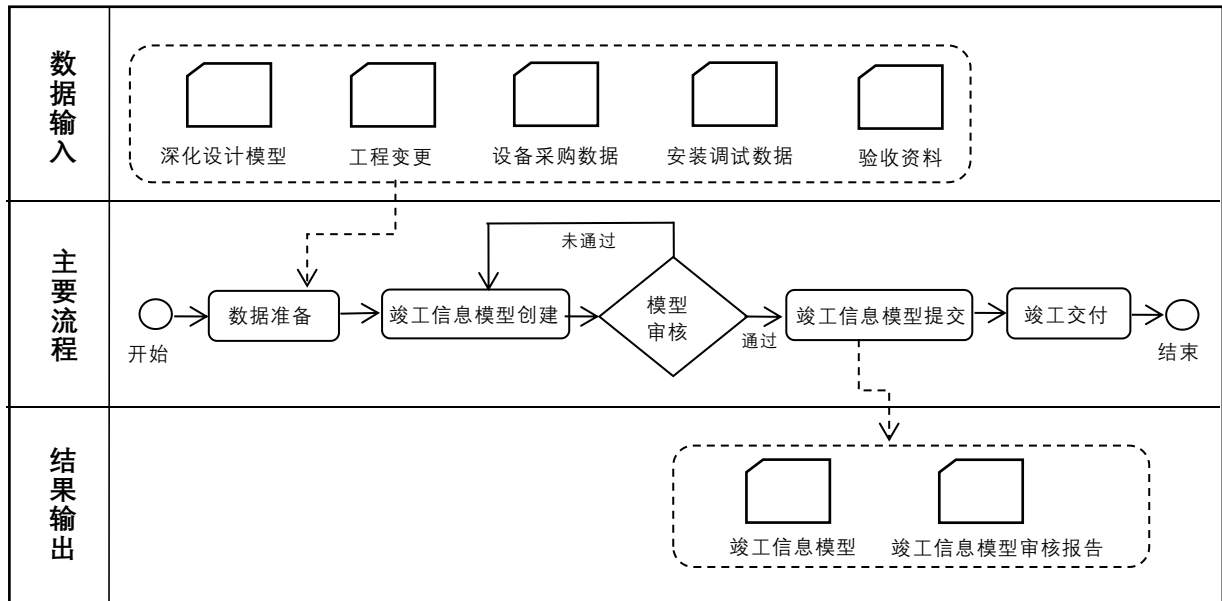 数据输入
深化设计模型
工程变更
设备采购数据
安装调试数据
验收资料
主要流程
未通过
开始
数据准备
竣工信息模型创建
模型
审核
通过
竣工信息模型提交
竣工交付
结束
结果输出
竣工信息模型
竣工信息模型审核报告